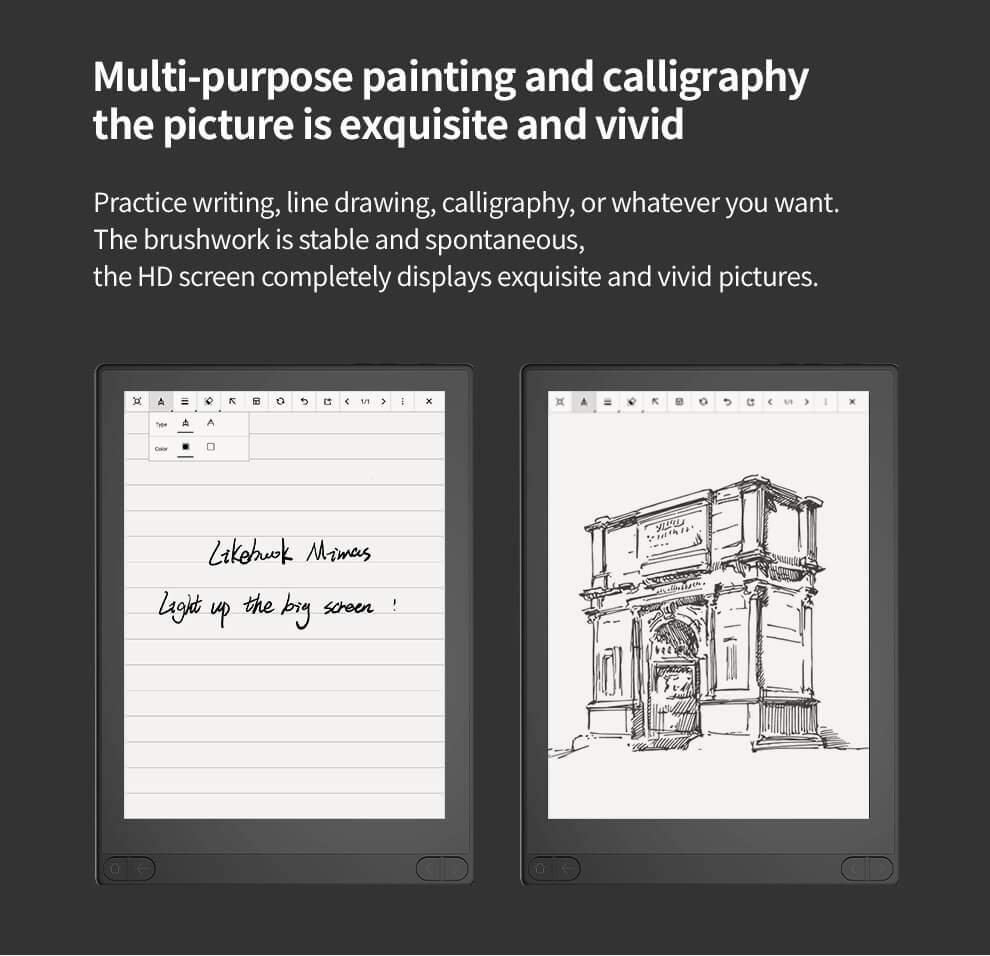 Multi-purpose painting and calligraphy
the picture is exquisite and vivid
Practice writing, line drawing, calligraphy, or whatever you want.
The brushwork is stable and spontaneous,
the HD screen completely displays exquisite and vivid pictures.
1/1
Type
Color
Likebook Mimas
Light up the big screen !
1/1